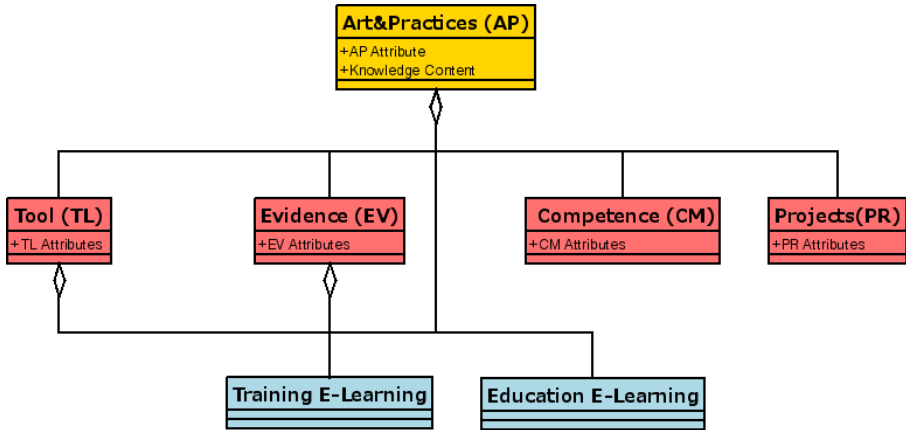 Art&Practices (AP)
+AP Attribute
+Knowledge Content
Tool (TL)
+TL Attributes
Evidence (EV)
+EV Attributes
Competence (CM)
+CM Attributes
Projects(PR)
+PR Attributes
Training E-Learning
Education E-Learning